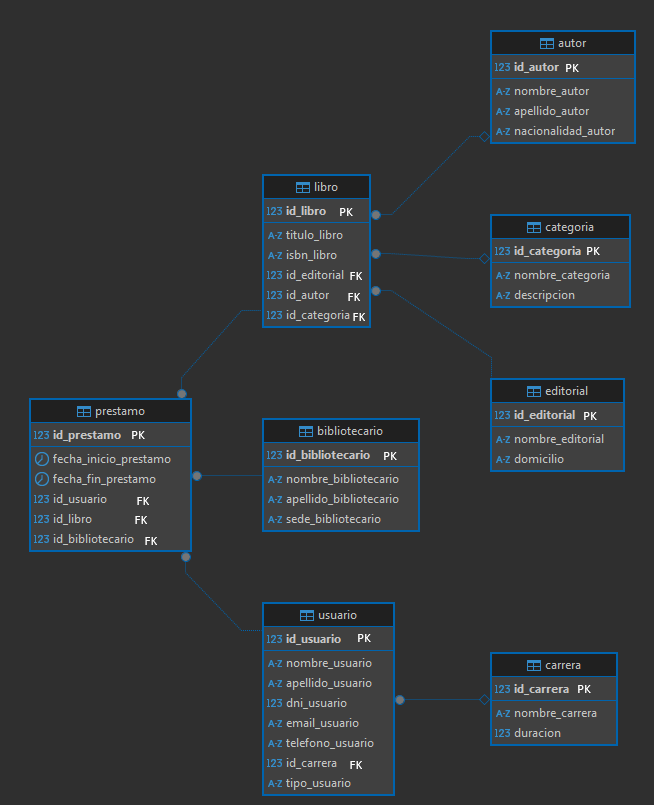 autor
123 id_autor PK
A-Z nombre_autor
A-Z apellido_autor
A-Z nacionalidad_autor
libro
123 id_libro PK
A-Z titulo_libro
A-Z isbn_libro
123 id_editorial FK
123 id_autor FK
123 id_categoria FK
categoria
123 id_categoria PK
A-Z nombre_categoria
A-Z descripcion
editorial
123 id_editorial PK
A-Z nombre_editorial
A-Z domicilio
prestamo
123 id_prestamo PK
fecha_inicio_prestamo
fecha_fin_prestamo
123 id_usuario FK
123 id_libro FK
123 id_bibliotecario FK
bibliotecario
123 id_bibliotecario PK
A-Z nombre_bibliotecario
A-Z apellido_bibliotecario
A-Z sede_bibliotecario
usuario
123 id_usuario PK
A-Z nombre_usuario
A-Z apellido_usuario
123 dni_usuario
A-Z email_usuario
A-Z telefono_usuario
123 id_carrera FK
A-Z tipo_usuario
carrera
123 id_carrera PK
A-Z nombre_carrera
123 duracion